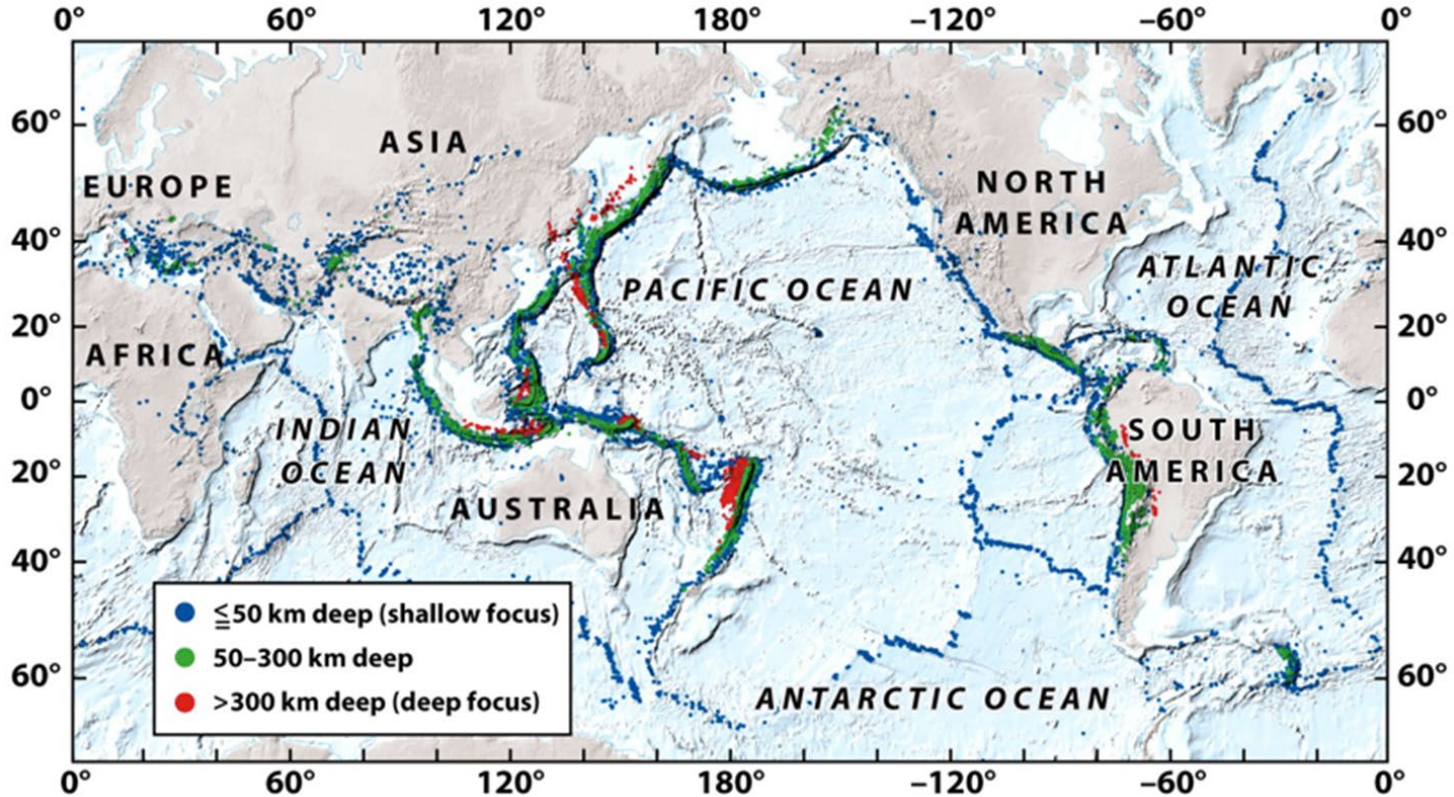 0° 60° 120° 180° −120° −60° 0°
60° 60°
ASIA
EUROPE
NORTH
AMERICA
40° 40°
ATLANTIC
OCEAN
PACIFIC OCEAN
20° 20°
AFRICA
0° 0°
INDIAN
OCEAN
SOUTH
AMERICA
20° 20°
AUSTRALIA
40° 40°
≦50 km deep (shallow focus)
50–300 km deep
>300 km deep (deep focus)
60° 60°
ANTARCTIC OCEAN
0° 60° 120° 180° −120° −60° 0°